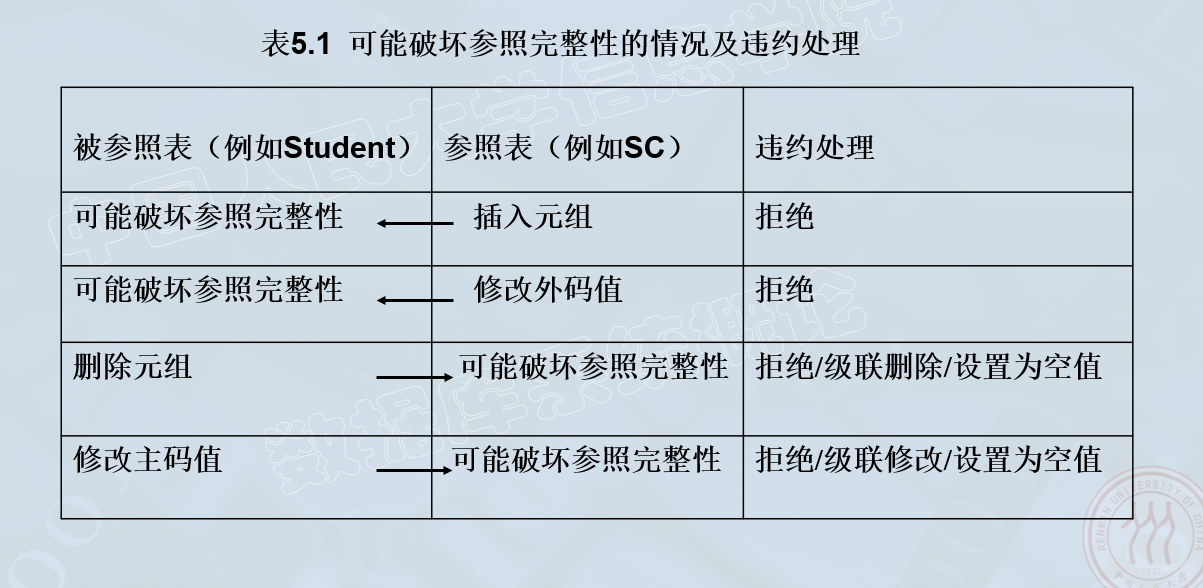 表5.1 可能破坏参照完整性的情况及违约处理
被参照表（例如Student） 参照表（例如SC） 违约处理
可能破坏参照完整性 插入元组 拒绝
可能破坏参照完整性 修改外码值 拒绝
删除元组 可能破坏参照完整性 拒绝/级联删除/设置为空值
修改主码值 可能破坏参照完整性 拒绝/级联修改/设置为空值
中国人民大学信息学院
数据库系统概论
RENMIN UNIVERSITY OF CHINA